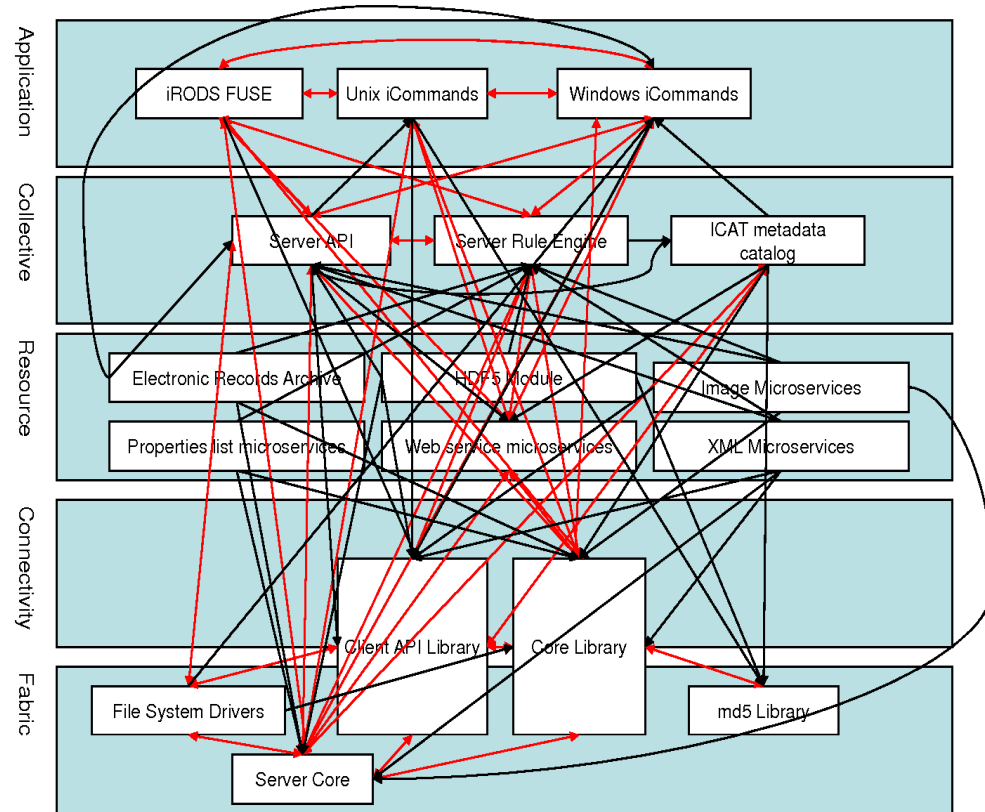 Application
iRODS FUSE
Unix iCommands
Windows iCommands
Collective
Server API
Server Rule Engine
ICAT metadata
catalog
Resource
Electronic Records Archive
HDF5 Module
Image Microservices
Properties list microservices
Web service microservices
XML Microservices
Connectivity
Client API Library
Core Library
Fabric
File System Drivers
md5 Library
Server Core